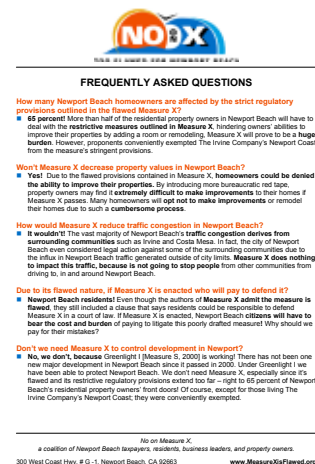 NO ON X
TOO FLAWED FOR NEWPORT BEACH
FREQUENTLY ASKED QUESTIONS
How many Newport Beach homeowners are affected by the strict regulatory
provisions outlined in the flawed Measure X?
65 percent! More than half of the residential property owners in Newport Beach will have to
deal with the restrictive measures outlined in Measure X, hindering owners' abilities to
improve their properties by adding a room or remodeling, Measure X will prove to be a huge
burden. However, proponents conveniently exempted The Irvine Company's Newport Coast
from the measure's stringent provisions.
Won't Measure X decrease property values in Newport Beach?
Yes! Due to the flawed provisions contained in Measure X, homeowners could be denied
the ability to improve their properties. By introducing more bureaucratic red tape,
property owners may find it extremely difficult to make improvements to their homes if
Measure X passes. Many homeowners will opt not to make improvements or remodel
their homes due to such a cumbersome process.
How would Measure X reduce traffic congestion in Newport Beach?
It wouldn't! The vast majority of Newport Beach's traffic congestion derives from
surrounding communities such as Irvine and Costa Mesa. In fact, the city of Newport
Beach even considered legal action against some of the surrounding communities due to
the influx in Newport Beach traffic generated outside of city limits. Measure X does nothing
to impact this traffic, because is not going to stop people from other communities from
driving to, in and around Newport Beach.
Due to its flawed nature, if Measure X is enacted who will pay to defend it?
Newport Beach residents! Even though the authors of Measure X admit the measure is
flawed, they still included a clause that says residents could be responsible to defend
Measure X in a court of law. If Measure X is enacted, Newport Beach citizens will have to
bear the cost and burden of paying to litigate this poorly drafted measure! Why should we
pay for their mistakes?
Don't we need Measure X to control development in Newport?
No, we don't, because Greenlight I [Measure S, 2000] is working! There has not been one
new major development in Newport Beach since it passed in 2000. Under Greenlight I we
have been able to protect Newport Beach. We don't need Measure X, especially since it's
flawed and its restrictive regulatory provisions extend too far – right to 65 percent of Newport
Beach's residential property owners' front doors! Of course, except for those living The
Irvine Company's Newport Coast; they were conveniently exempted.
No on Measure X,
a coalition of Newport Beach taxpayers, residents, business leaders, and property owners.
300 West Coast Hwy. # G -1, Newport Beach, CA 92663 www.MeasureXisFlawed.org